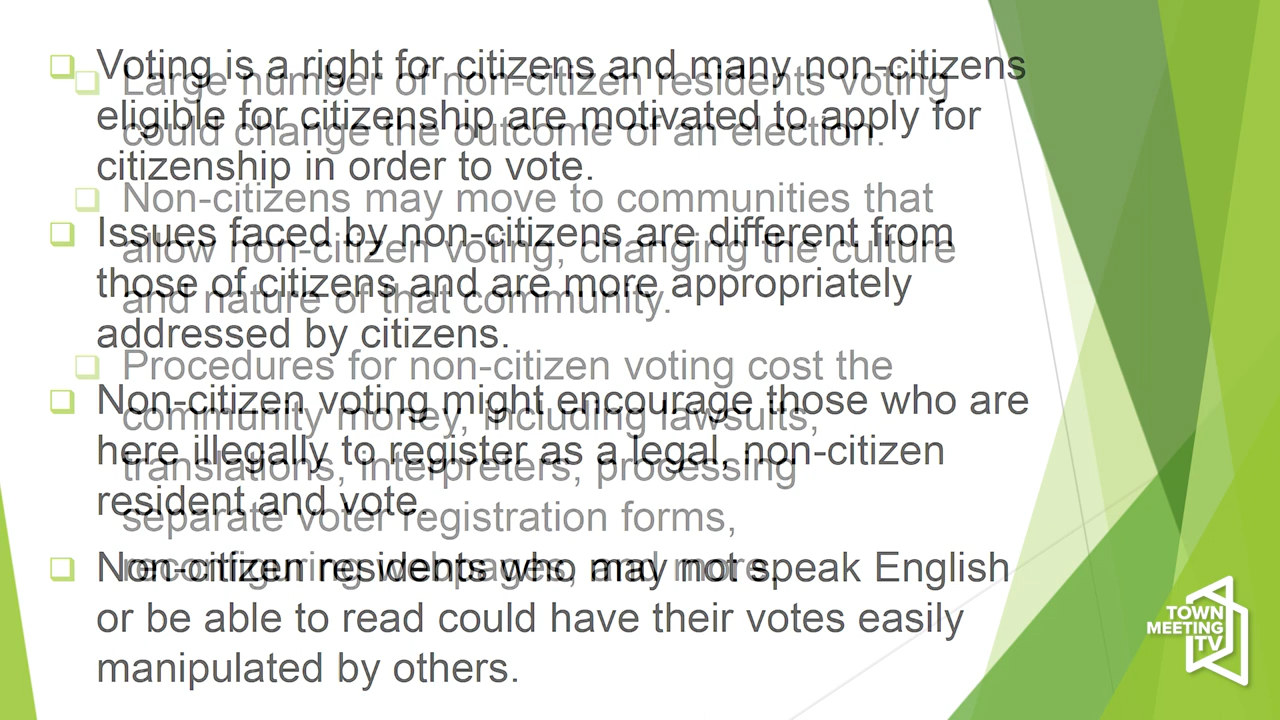 Voting is a right for citizens and many non-citizens
eligible for citizenship are motivated to apply for
citizenship in order to vote.
Issues faced by non-citizens are different from
those of citizens and are more appropriately
addressed by citizens.
Non-citizen voting might encourage those who are
here illegally to register as a legal, non-citizen
resident and vote.
Non-citizen residents who may not speak English
or be able to read could have their votes easily
manipulated by others.
Large number of non-citizen residents voting
could change the outcome of an election.
Non-citizens may move to communities that
allow non-citizen voting, changing the culture
and nature of that community.
Procedures for non-citizen voting cost the
community money, including lawsuits,
translations, interpreters, processing
separate voter registration forms,
reconfiguring webpages, and more.
TOWN
MEETING
TV